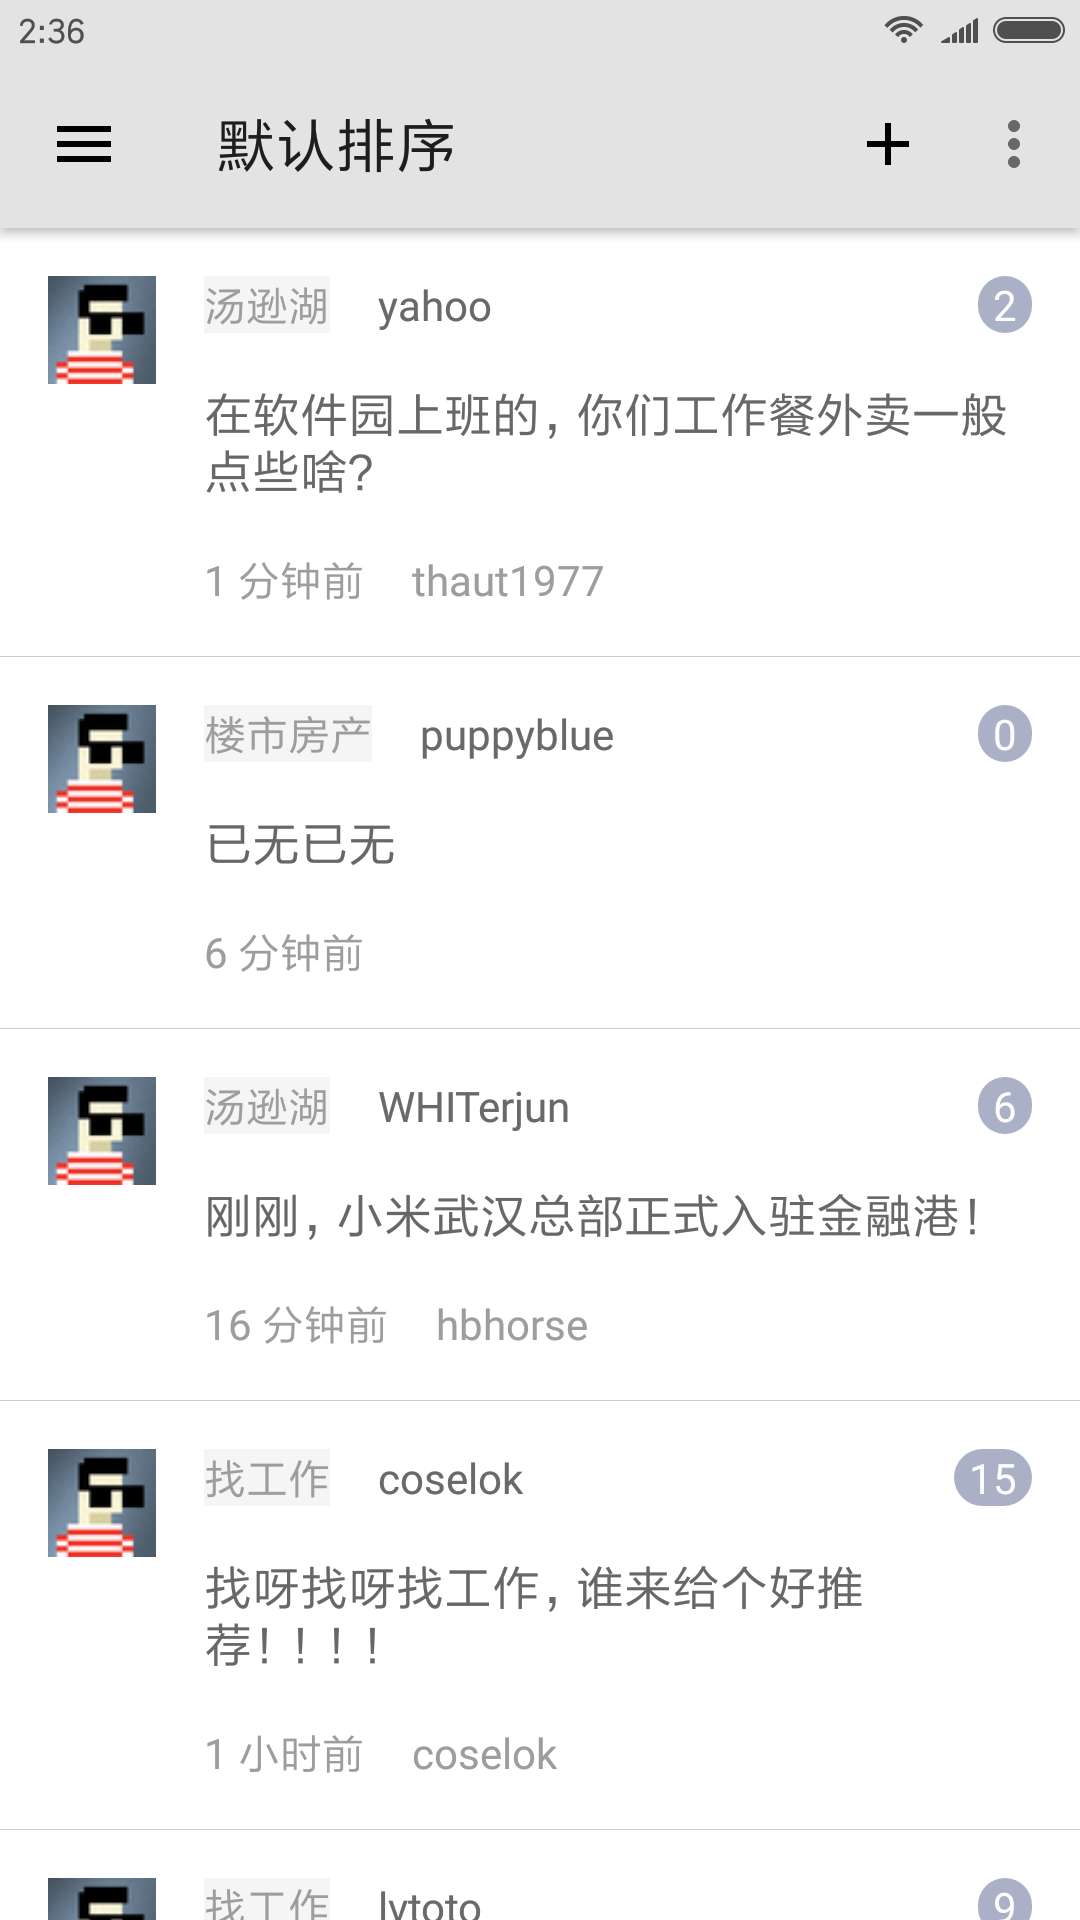 2:36
默认排序
汤逊湖 yahoo 2
在软件园上班的，你们工作餐外卖一般
点些啥？
1 分钟前 thaut1977
楼市房产 puppyblue 0
已无已无
6 分钟前
汤逊湖 WHITerjun 6
刚刚，小米武汉总部正式入驻金融港！
16 分钟前 hbhorse
找工作 coselok 15
找呀找呀找工作，谁来给个好推
荐！！！！
1 小时前 coselok
找工作 lytoto 9